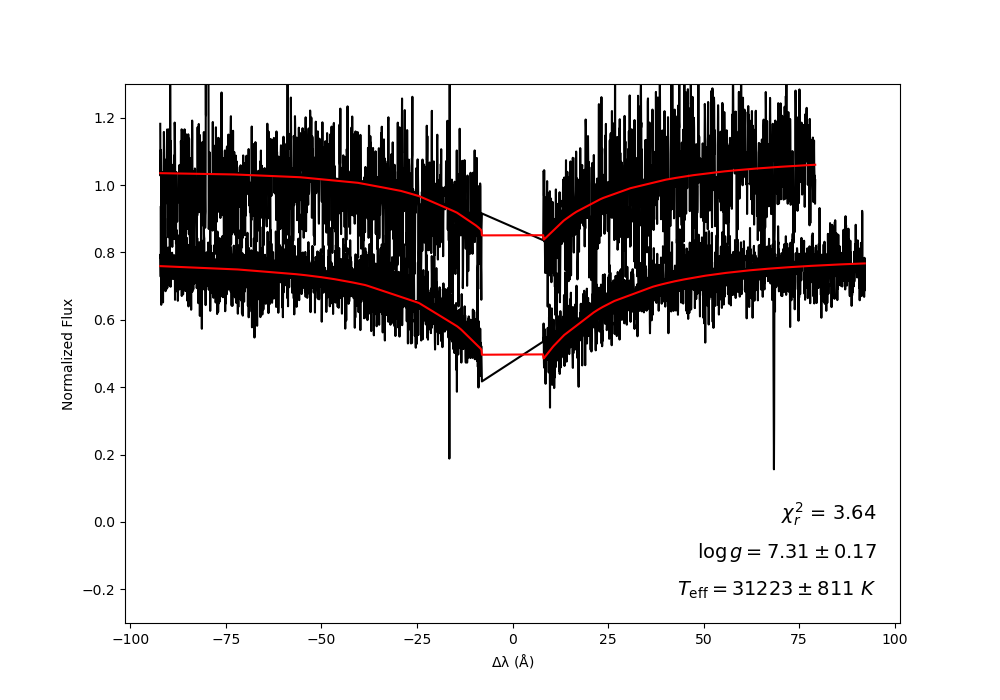 1.2
1.0
0.8
0.6
0.4
0.2
0.0
−0.2
Normalized Flux
χ²ᵣ = 3.64
log g = 7.31 ± 0.17
T_eff = 31223 ± 811 K
−100 −75 −50 −25 0 25 50 75 100
Δλ (Å)